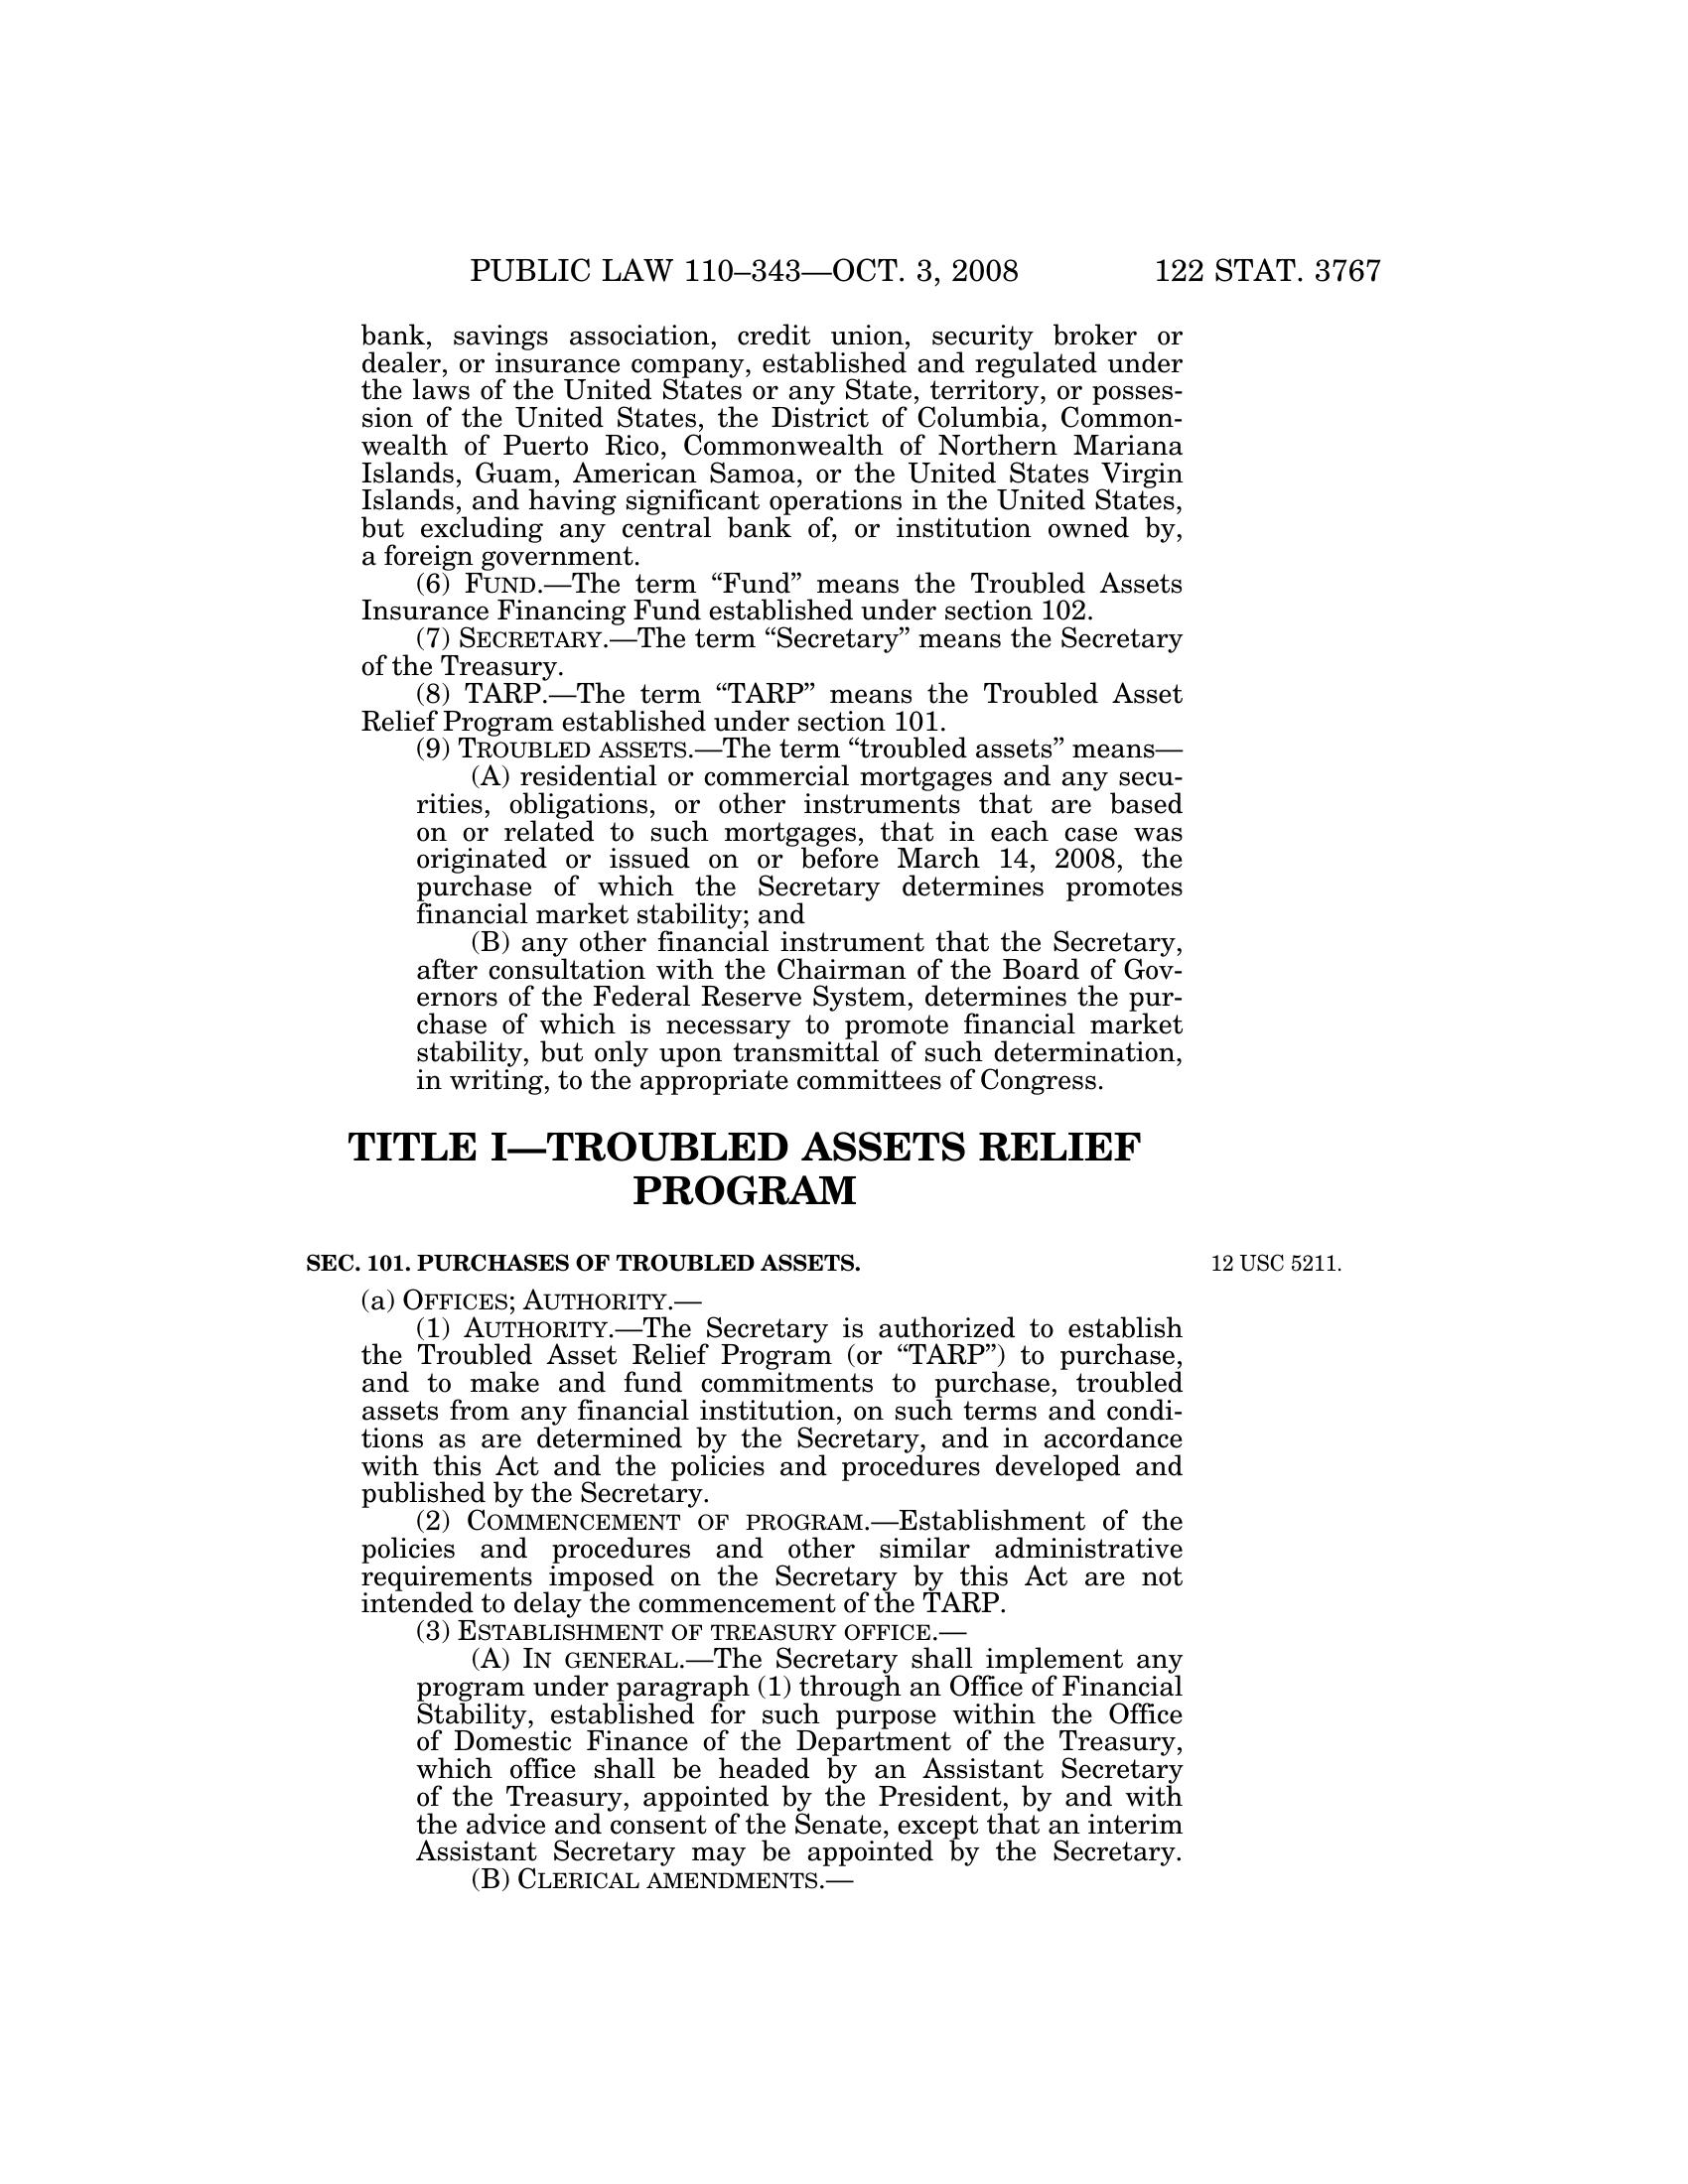 PUBLIC LAW 110–343—OCT. 3, 2008 122 STAT. 3767
bank, savings association, credit union, security broker or
dealer, or insurance company, established and regulated under
the laws of the United States or any State, territory, or posses-
sion of the United States, the District of Columbia, Common-
wealth of Puerto Rico, Commonwealth of Northern Mariana
Islands, Guam, American Samoa, or the United States Virgin
Islands, and having significant operations in the United States,
but excluding any central bank of, or institution owned by,
a foreign government.
(6) FUND.—The term “Fund” means the Troubled Assets
Insurance Financing Fund established under section 102.
(7) SECRETARY.—The term “Secretary” means the Secretary
of the Treasury.
(8) TARP.—The term “TARP” means the Troubled Asset
Relief Program established under section 101.
(9) TROUBLED ASSETS.—The term “troubled assets” means—
(A) residential or commercial mortgages and any secu-
rities, obligations, or other instruments that are based
on or related to such mortgages, that in each case was
originated or issued on or before March 14, 2008, the
purchase of which the Secretary determines promotes
financial market stability; and
(B) any other financial instrument that the Secretary,
after consultation with the Chairman of the Board of Gov-
ernors of the Federal Reserve System, determines the pur-
chase of which is necessary to promote financial market
stability, but only upon transmittal of such determination,
in writing, to the appropriate committees of Congress.
TITLE I—TROUBLED ASSETS RELIEF
PROGRAM
SEC. 101. PURCHASES OF TROUBLED ASSETS. 12 USC 5211.
(a) OFFICES; AUTHORITY.—
(1) AUTHORITY.—The Secretary is authorized to establish
the Troubled Asset Relief Program (or “TARP”) to purchase,
and to make and fund commitments to purchase, troubled
assets from any financial institution, on such terms and condi-
tions as are determined by the Secretary, and in accordance
with this Act and the policies and procedures developed and
published by the Secretary.
(2) COMMENCEMENT OF PROGRAM.—Establishment of the
policies and procedures and other similar administrative
requirements imposed on the Secretary by this Act are not
intended to delay the commencement of the TARP.
(3) ESTABLISHMENT OF TREASURY OFFICE.—
(A) IN GENERAL.—The Secretary shall implement any
program under paragraph (1) through an Office of Financial
Stability, established for such purpose within the Office
of Domestic Finance of the Department of the Treasury,
which office shall be headed by an Assistant Secretary
of the Treasury, appointed by the President, by and with
the advice and consent of the Senate, except that an interim
Assistant Secretary may be appointed by the Secretary.
(B) CLERICAL AMENDMENTS.—